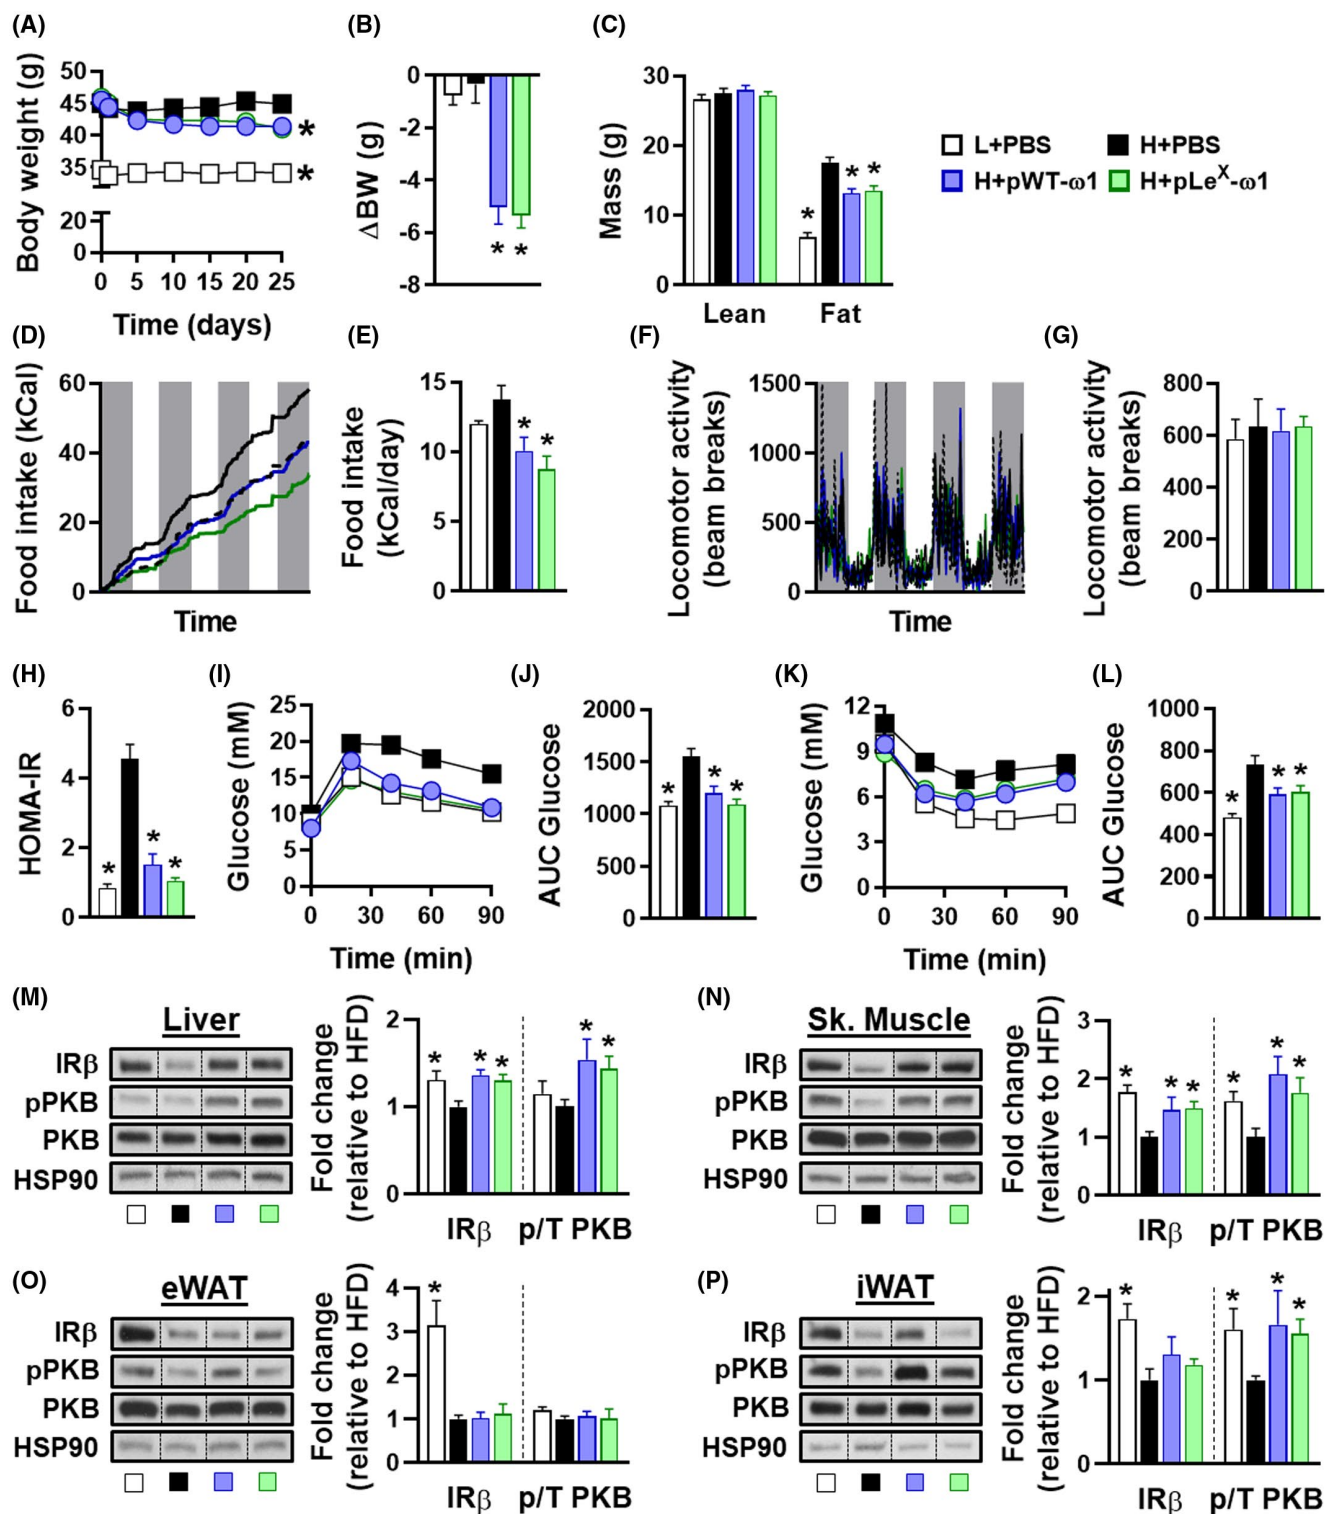 (A) (B) (C)
Body weight (g)
50
45
40
35
20
0
*
*
0 5 10 15 20 25
Time (days)
ΔBW (g)
0
-2
-4
-6
-8
* *
Mass (g)
30
20
10
0
* * *
Lean Fat
L+PBS H+PBS
H+pWT-ω1 H+pLeX-ω1
(D) (E) (F) (G)
Food intake (kCal)
60
40
20
0
Time
Food intake
(kCal/day)
15
10
5
0
* *
Locomotor activity
(beam breaks)
1500
1000
500
0
Time
Locomotor activity
(beam breaks)
800
600
400
200
0
(H) (I) (J) (K) (L)
HOMA-IR
6
4
2
0
* * *
Glucose (mM)
25
20
15
10
5
0
0 30 60 90
Time (min)
AUC Glucose
2000
1500
1000
500
0
* * *
Glucose (mM)
12
9
6
3
0
0 30 60 90
Time (min)
AUC Glucose
1000
800
600
400
200
0
* * *
(M) (N)
Liver
IRβ
pPKB
PKB
HSP90
Fold change
(relative to HFD)
2
1
0
* * * * *
IRβ p/T PKB
Sk. Muscle
IRβ
pPKB
PKB
HSP90
Fold change
(relative to HFD)
3
2
1
0
* * * * * *
IRβ p/T PKB
(O) (P)
eWAT
IRβ
pPKB
PKB
HSP90
Fold change
(relative to HFD)
4
3
2
1
0
*
IRβ p/T PKB
iWAT
IRβ
pPKB
PKB
HSP90
Fold change
(relative to HFD)
2
1
0
* * * *
IRβ p/T PKB